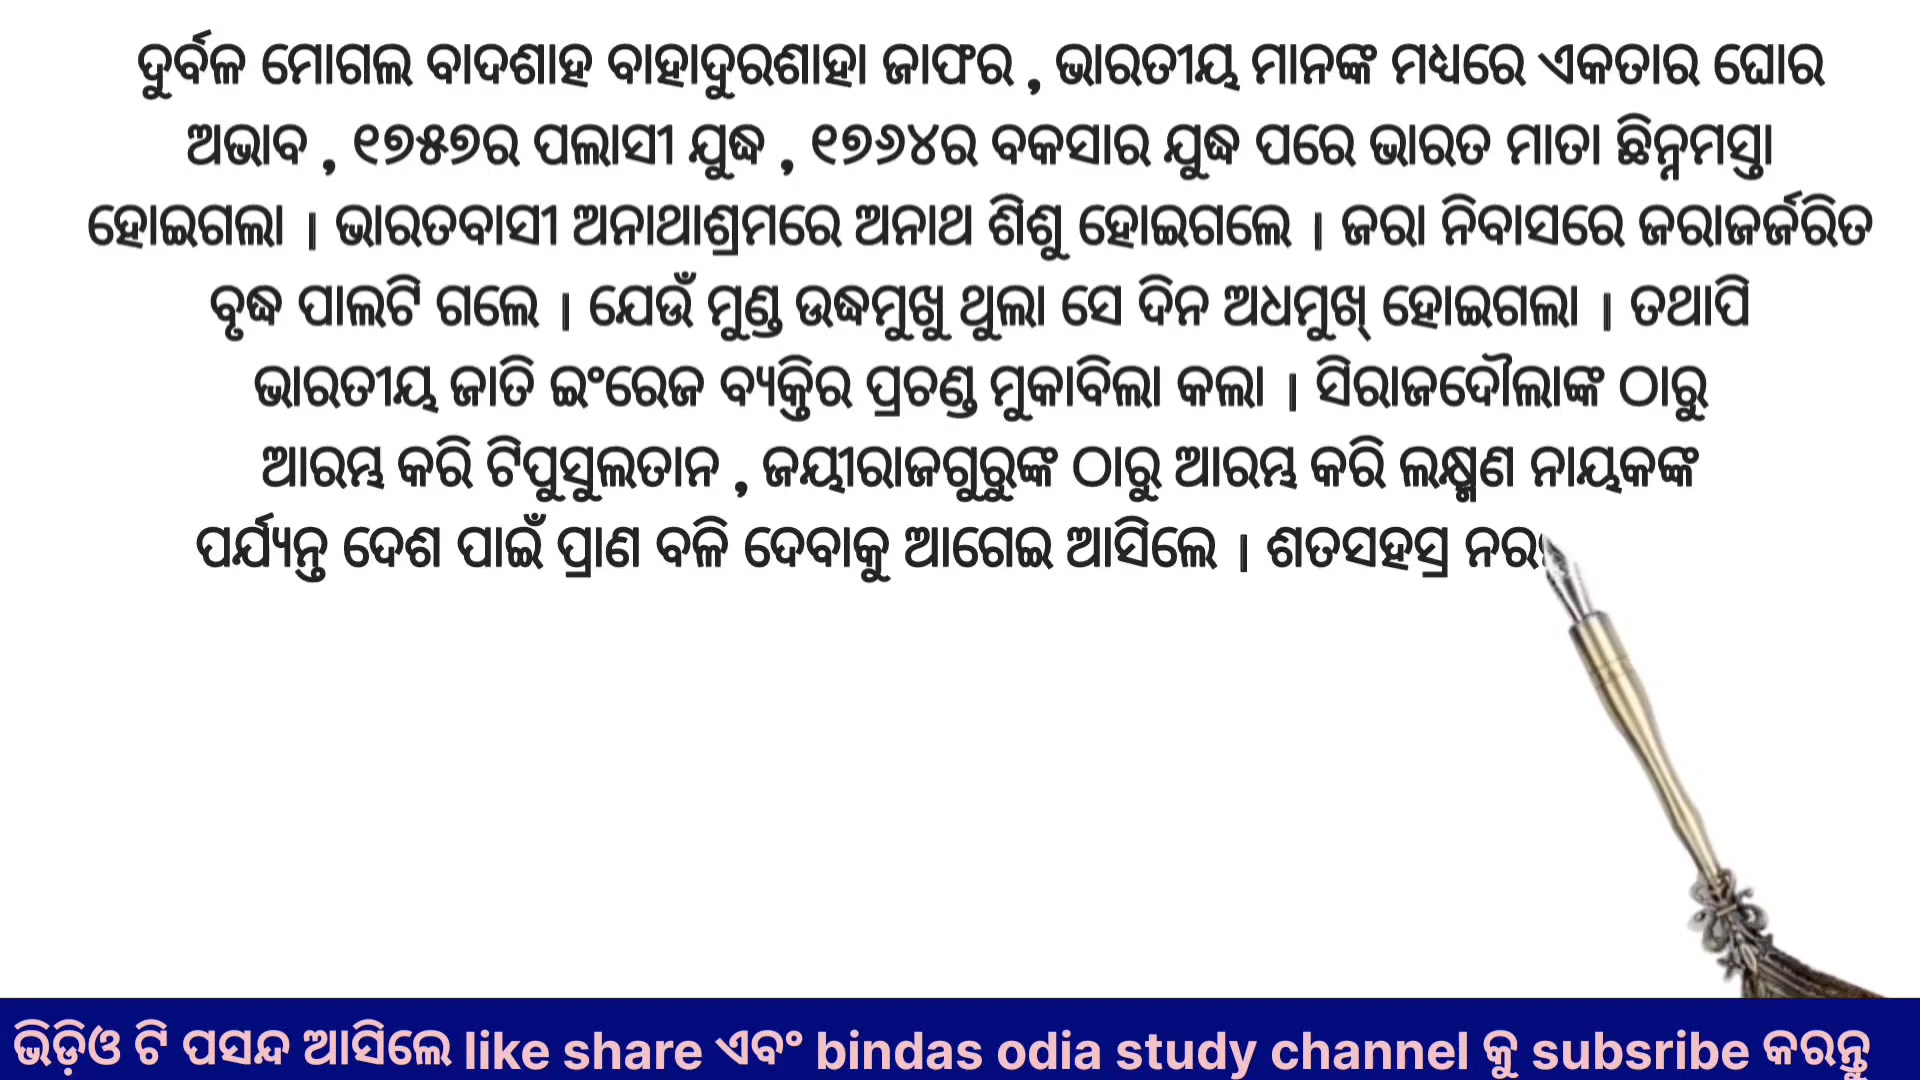 ଦୁର୍ବଳ ମୋଗଲ ବାଦଶାହ ବାହାଦୁରଶାହା ଜାଫର , ଭାରତୀୟ ମାନଙ୍କ ମଧ୍ୟରେ ଏକତାର ଘୋର
ଅଭାବ , ୧୭୫୭ର ପଲାସୀ ଯୁଦ୍ଧ , ୧୭୬୪ର ବକସାର ଯୁଦ୍ଧ ପରେ ଭାରତ ମାତା ଛିନ୍ନମସ୍ତା
ହୋଇଗଲା । ଭାରତବାସୀ ଅନାଥାଶ୍ରମରେ ଅନାଥ ଶିଶୁ ହୋଇଗଲେ । ଜରା ନିବାସରେ ଜରାଜର୍ଜରିତ
ବୃଦ୍ଧ ପାଲଟି ଗଲେ । ଯେଉଁ ମୁଣ୍ଡ ଉଦ୍ଧମୁଖୁ ଥୁଲା ସେ ଦିନ ଅଧମୁଖ୍ ହୋଇଗଲା । ତଥାପି
ଭାରତୀୟ ଜାତି ଇଂରେଜ ବ୍ୟକ୍ତିର ପ୍ରଚଣ୍ଡ ମୁକାବିଲା କଲା । ସିରାଜଦୌଲାଙ୍କ ଠାରୁ
ଆରମ୍ଭ କରି ଟିପୁସୁଲତାନ , ଜୟୀରାଜଗୁରୁଙ୍କ ଠାରୁ ଆରମ୍ଭ କରି ଲକ୍ଷ୍ମଣ ନାୟକଙ୍କ
ପର୍ଯ୍ୟନ୍ତ ଦେଶ ପାଇଁ ପ୍ରାଣ ବଳି ଦେବାକୁ ଆଗେଇ ଆସିଲେ । ଶତସହସ୍ର
ଭିଡ଼ିଓ ଟି ପସନ୍ଦ ଆସିଲେ like share ଏବଂ bindas odia study channel କୁ subsribe କରନ୍ତୁ